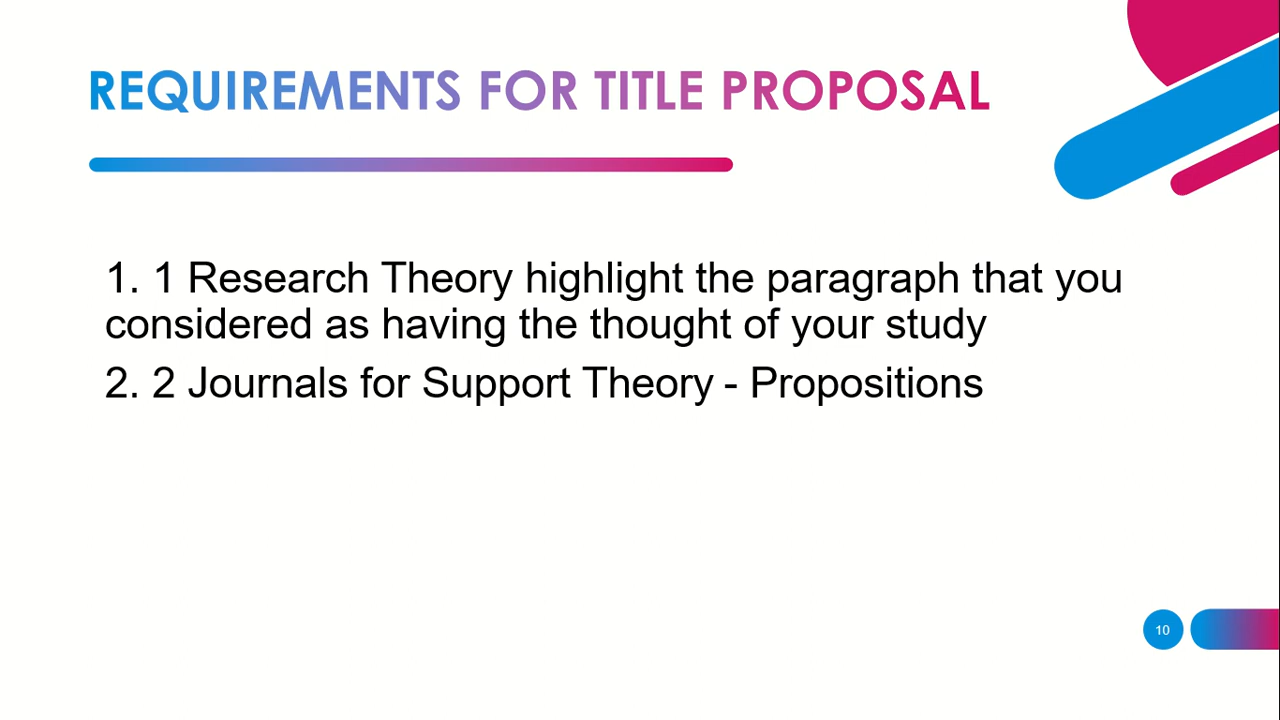 REQUIREMENTS FOR TITLE PROPOSAL
1. 1 Research Theory highlight the paragraph that you
considered as having the thought of your study
2. 2 Journals for Support Theory - Propositions
10